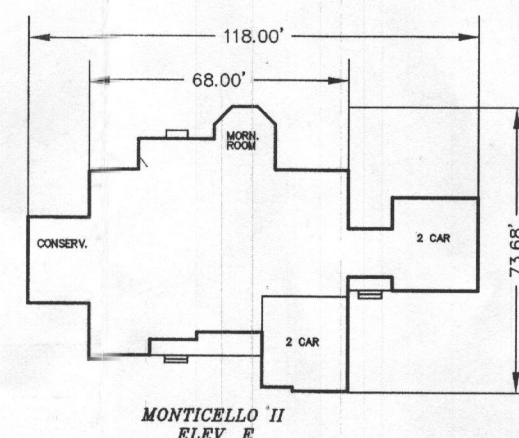 118.00'
68.00'
MORN.
ROOM
CONSERV.
2 CAR
73.68'
2 CAR
MONTICELLO II
ELEV E